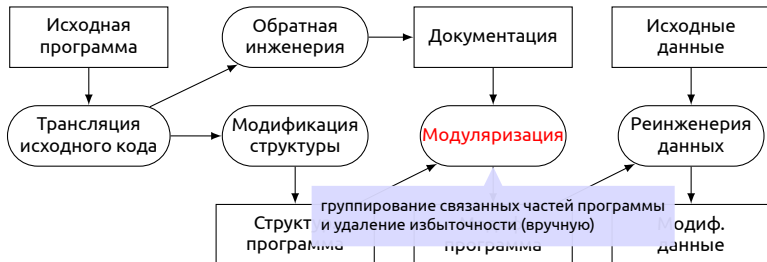 Исходная
программа
Обратная
инженерия
Документация
Исходные
данные
Трансляция
исходного кода
Модификация
структуры
Модуляризация
Реинженерия
данных
группирование связанных частей программы
и удаление избыточности (вручную)
программа
программа
Модиф.
данные